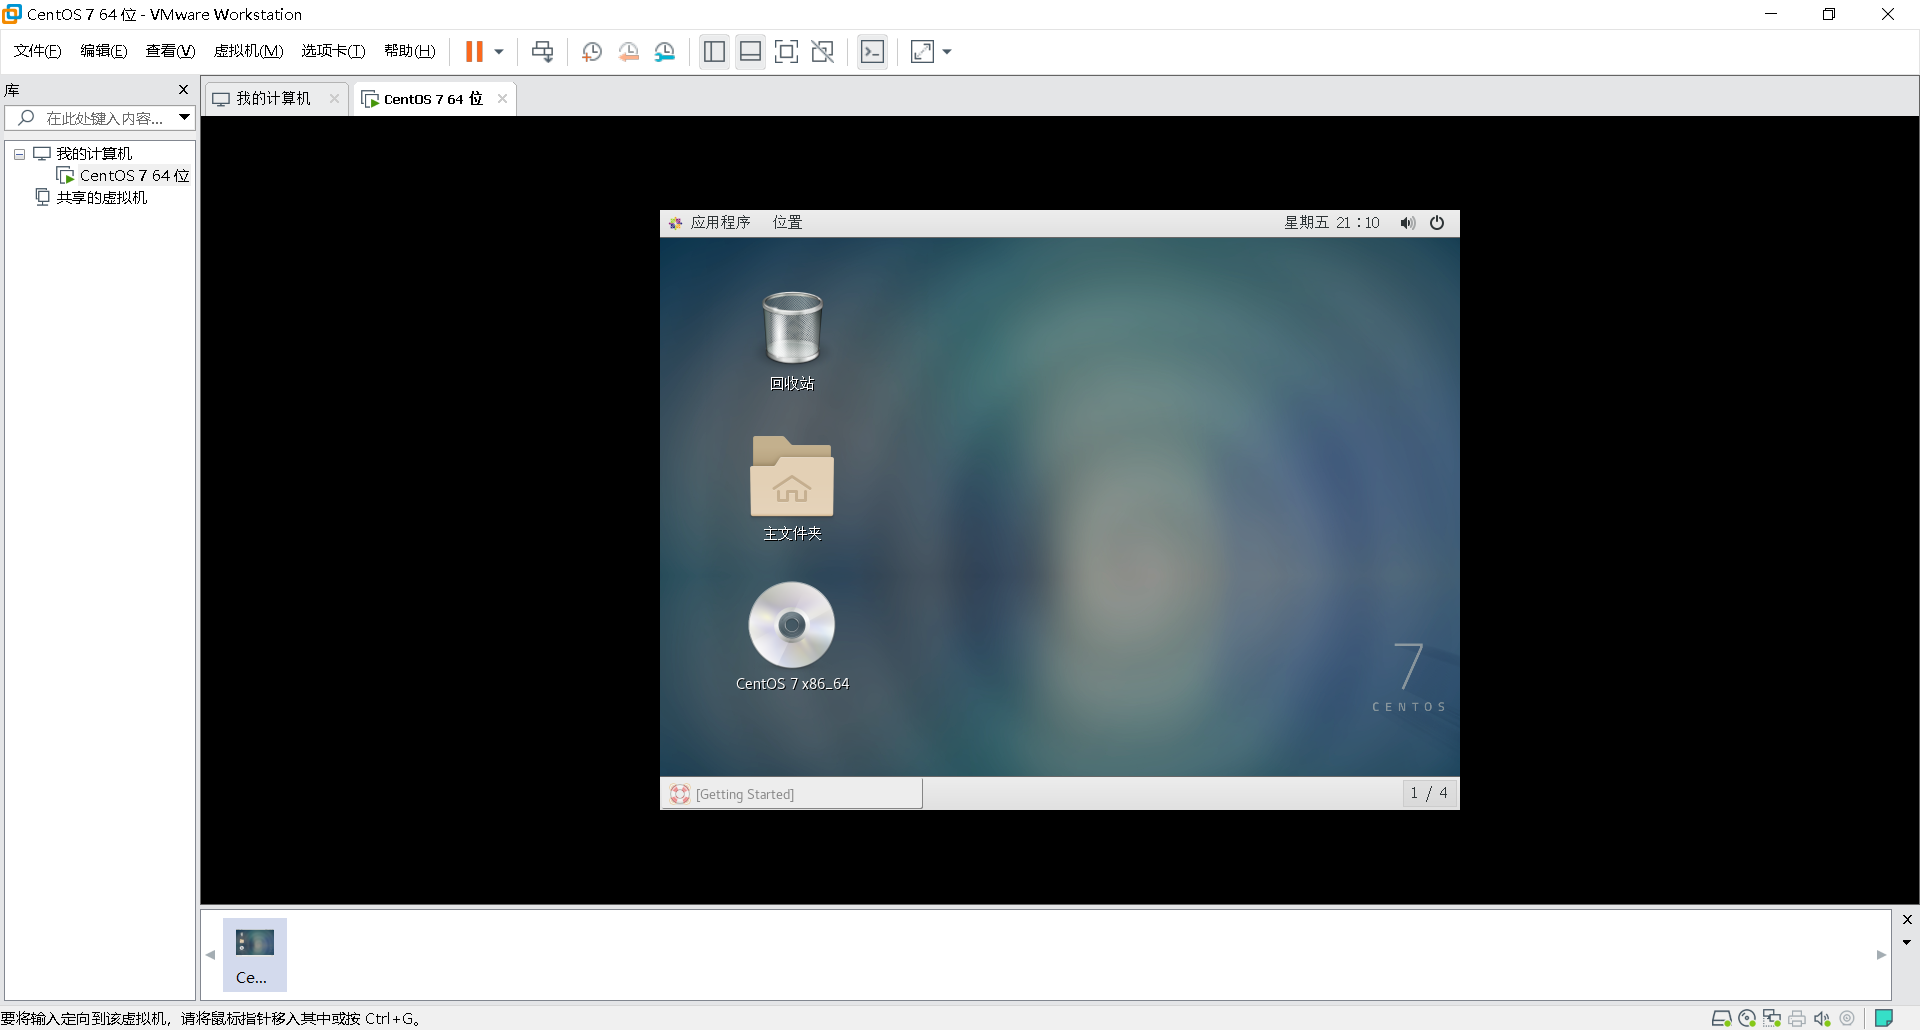 CentOS 7 64 位 - VMware Workstation
文件(F) 编辑(E) 查看(V) 虚拟机(M) 选项卡(T) 帮助(H)
库
在此处键入内容...
我的计算机
CentOS 7 64 位
共享的虚拟机
我的计算机
CentOS 7 64 位
应用程序 位置
星期五 21：10
回收站
主文件夹
CentOS 7 x86_64
7
CENTOS
[Getting Started]
1 / 4
Ce...
要将输入定向到该虚拟机，请将鼠标指针移入其中或按 Ctrl+G。